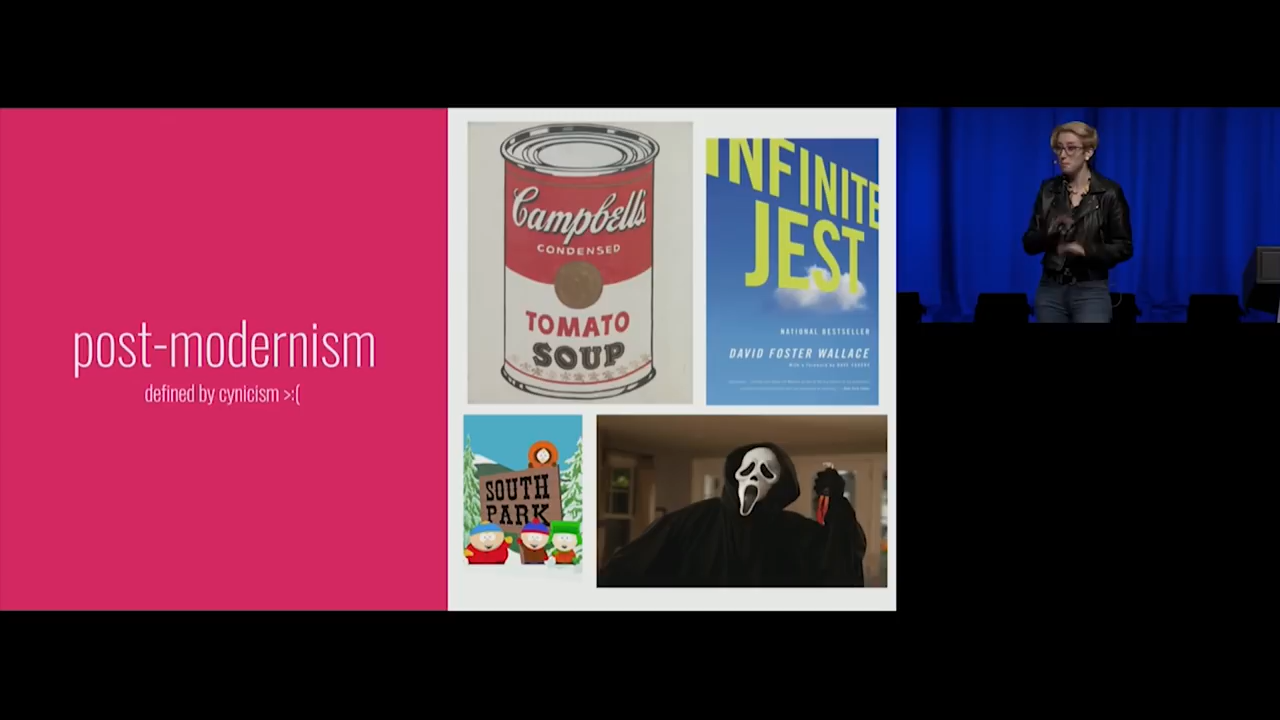 post-modernism
defined by cynicism >:(
Campbell's
CONDENSED
TOMATO
SOUP
INFINITE
JEST
NATIONAL BESTSELLER
DAVID FOSTER WALLACE
SOUTH
PARK